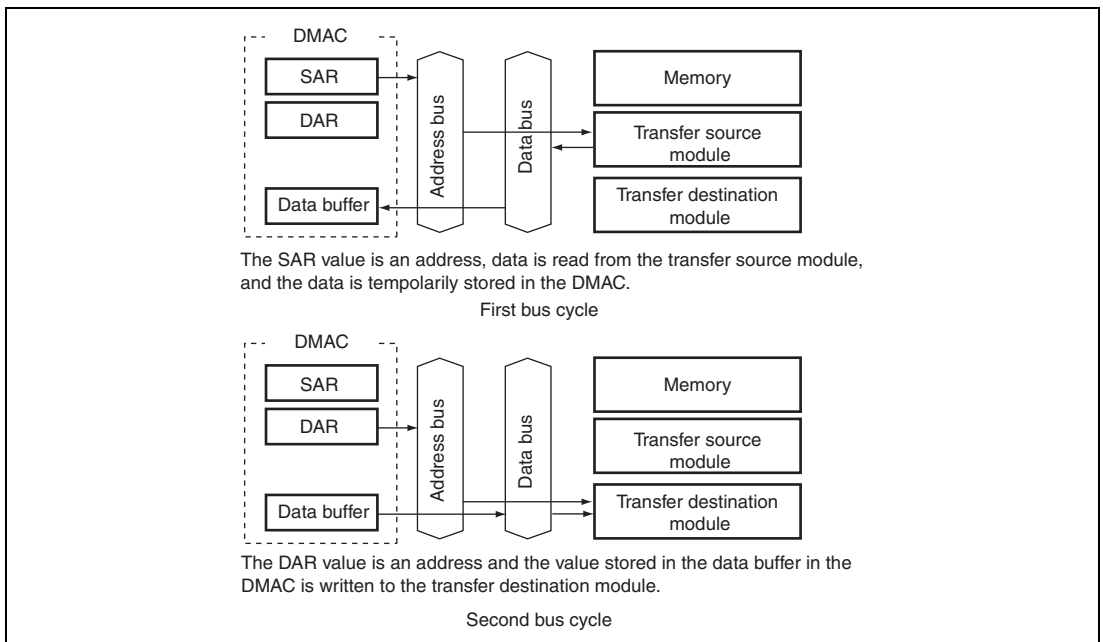 DMAC
SAR
DAR
Data buffer
Address bus
Data bus
Memory
Transfer source
module
Transfer destination
module
The SAR value is an address, data is read from the transfer source module,
and the data is tempolarily stored in the DMAC.
First bus cycle
DMAC
SAR
DAR
Data buffer
Address bus
Data bus
Memory
Transfer source
module
Transfer destination
module
The DAR value is an address and the value stored in the data buffer in the
DMAC is written to the transfer destination module.
Second bus cycle